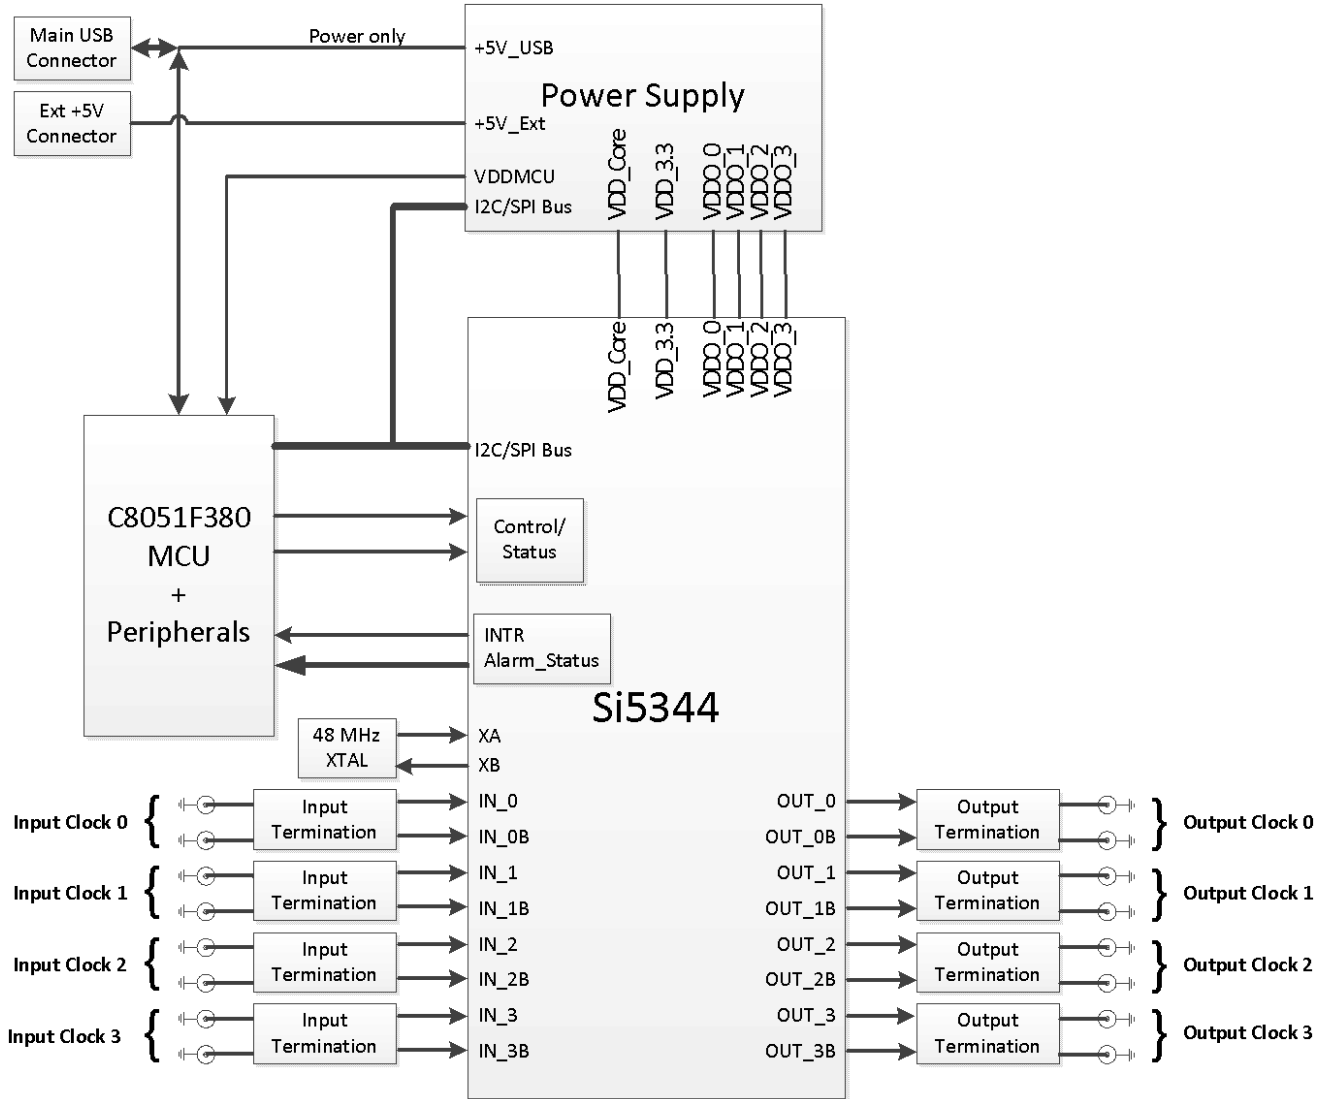 Main USB
Connector
Power only
+5V_USB
Power Supply
Ext +5V
Connector
+5V_Ext
VDDMCU
I2C/SPI Bus
VDD_Core
VDD_3.3
VDDO_0
VDDO_1
VDDO_2
VDDO_3
VDD_Core
VDD_3.3
VDDO_0
VDDO_1
VDDO_2
VDDO_3
I2C/SPI Bus
C8051F380
MCU
+
Peripherals
Control/
Status
INTR
Alarm_Status
Si5344
48 MHz
XTAL
XA
XB
Input Clock 0
Input
Termination
IN_0
IN_0B
OUT_0
OUT_0B
Output
Termination
Output Clock 0
Input Clock 1
Input
Termination
IN_1
IN_1B
OUT_1
OUT_1B
Output
Termination
Output Clock 1
Input Clock 2
Input
Termination
IN_2
IN_2B
OUT_2
OUT_2B
Output
Termination
Output Clock 2
Input Clock 3
Input
Termination
IN_3
IN_3B
OUT_3
OUT_3B
Output
Termination
Output Clock 3